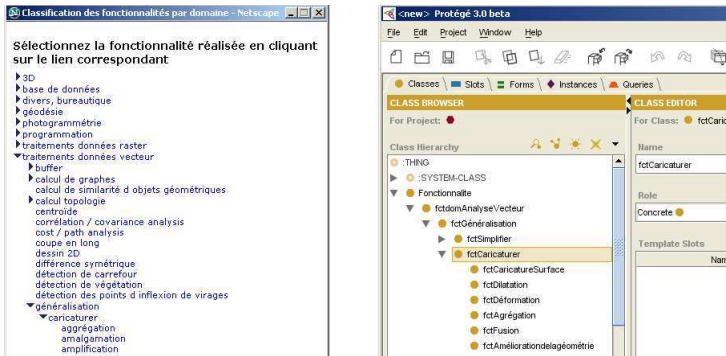 Classification des fonctionnalités par domaine - Netscape
Sélectionnez la fonctionnalité réalisée en cliquant
sur le lien correspondant
3D
base de données
divers, bureautique
géodésie
photogrammétrie
programmation
traitements données raster
traitements données vecteur
buffer
calcul de graphes
calcul de similarité d objets géométriques
calcul topologie
centroïde
corrélation / covariance analysis
cost / path analysis
coupe en long
dessin 2D
différence symétrique
détection de carrefour
détection de végétation
détection des points d inflexion de virages
généralisation
caricaturer
aggrégation
amalgamation
amplification
<new> Protégé 3.0 beta
File Edit Project Window Help
Classes Slots Forms Instances Queries
CLASS BROWSER
For Project:
Class Hierarchy
:THING
:SYSTEM-CLASS
Fonctionnalite
fctdomAnalyseVecteur
fctGénéralisation
fctSimplifier
fctCaricaturer
fctCaricatureSurface
fctDilatation
fctDéformation
fctAgrégation
fctFusion
fctAméliorationdelagéométrie
CLASS EDITOR
For Class: fctCaric
Name
fctCaricaturer
Role
Concrete
Template Slots
Nam